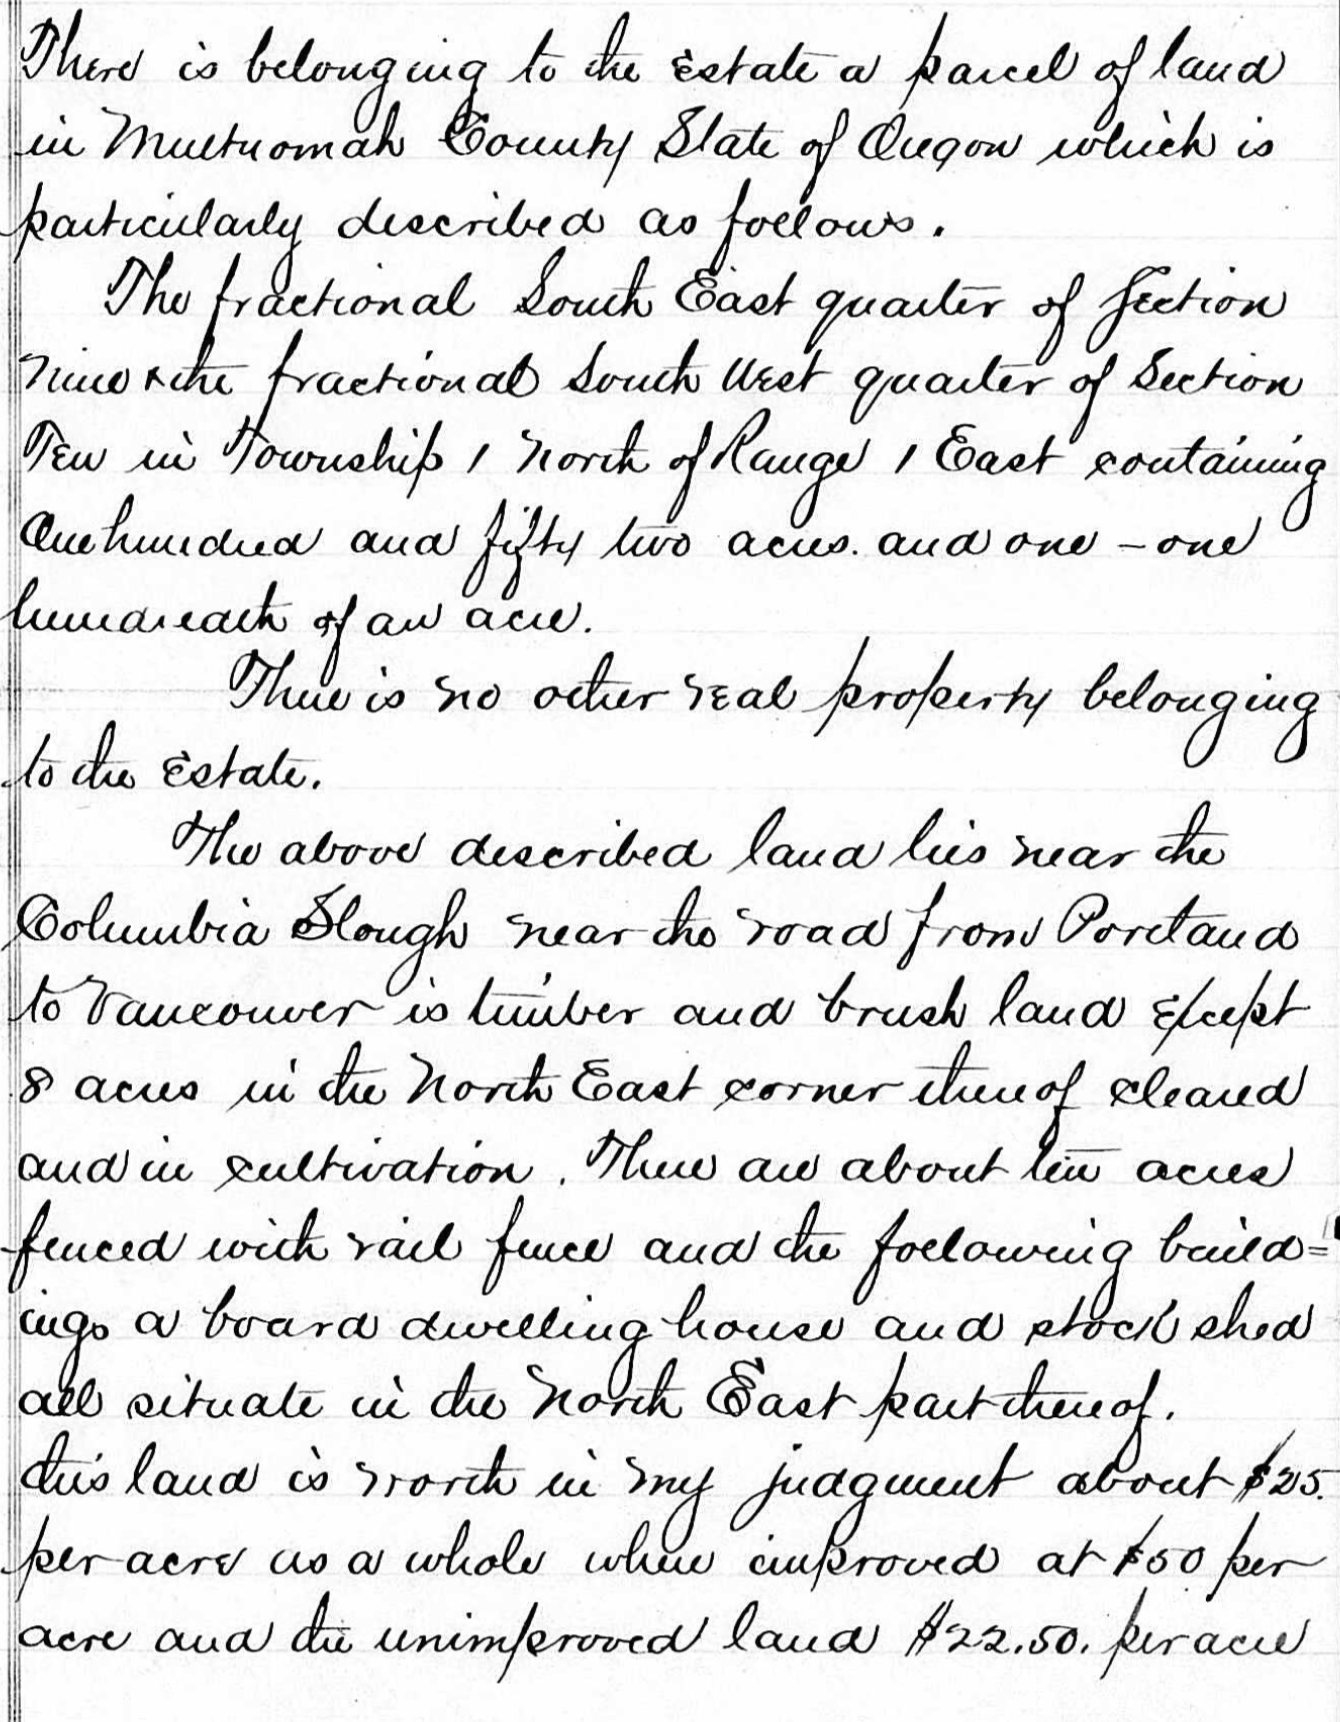 There is belonging to the Estate a parcel of land
in Multnomah County State of Oregon which is
particularly described as follows.
The fractional South East quarter of Section
nine & the fractional South West quarter of Section
Ten in Township 1 North of Range 1 East containing
One hundred and fifty two acres. and one - one
hundredth of an acre.
There is no other real property belonging
to the Estate.
The above described land lies near the
Columbia Slough near the road from Portland
to Vancouver is timber and brush land Except
8 acres in the North East corner thereof cleared
and in cultivation. There are about ten acres
fenced with rail fence and the following build=
ings a board dwelling house and stock shed
all situate in the North East part thereof.
this land is worth in my judgment about $25.
per acre as a whole where improved at $50 per
acre and the unimproved land $22.50. per acre